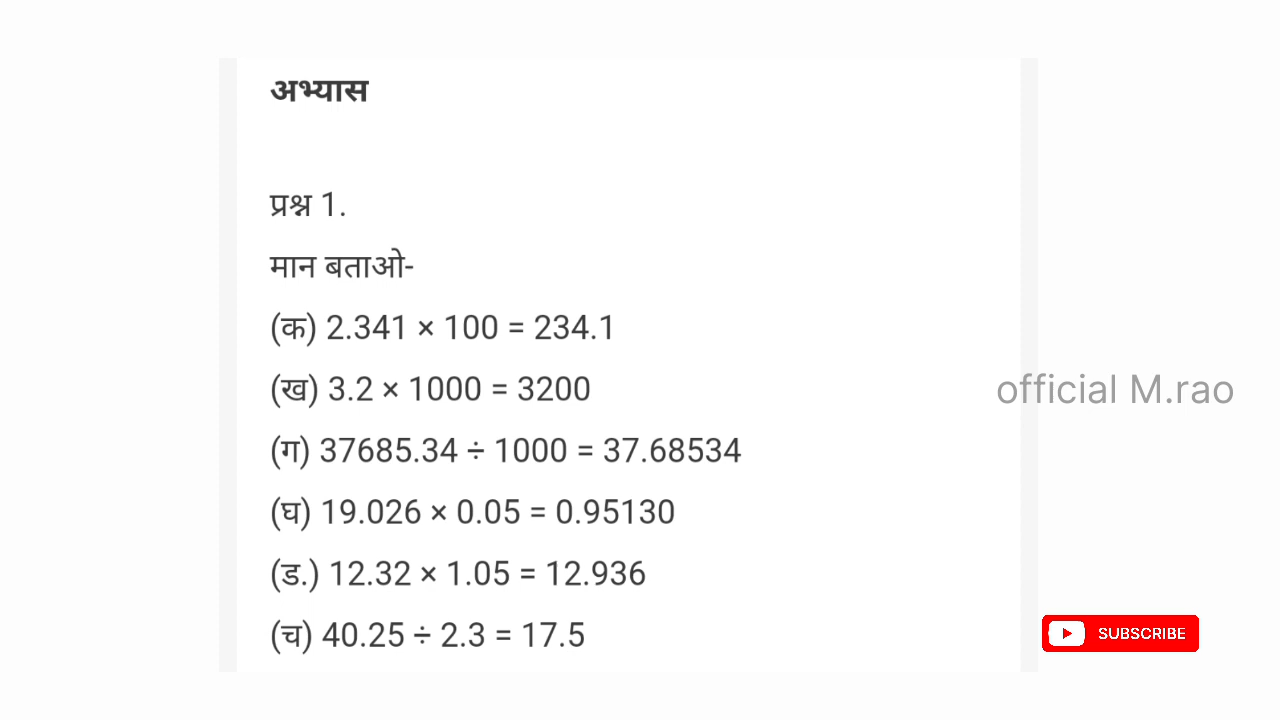 अभ्यास
प्रश्न 1.
मान बताओ-
(क) 2.341 × 100 = 234.1
(ख) 3.2 × 1000 = 3200
official M.rao
(ग) 37685.34 ÷ 1000 = 37.68534
(घ) 19.026 × 0.05 = 0.95130
(ड.) 12.32 × 1.05 = 12.936
(च) 40.25 ÷ 2.3 = 17.5
SUBSCRIBE